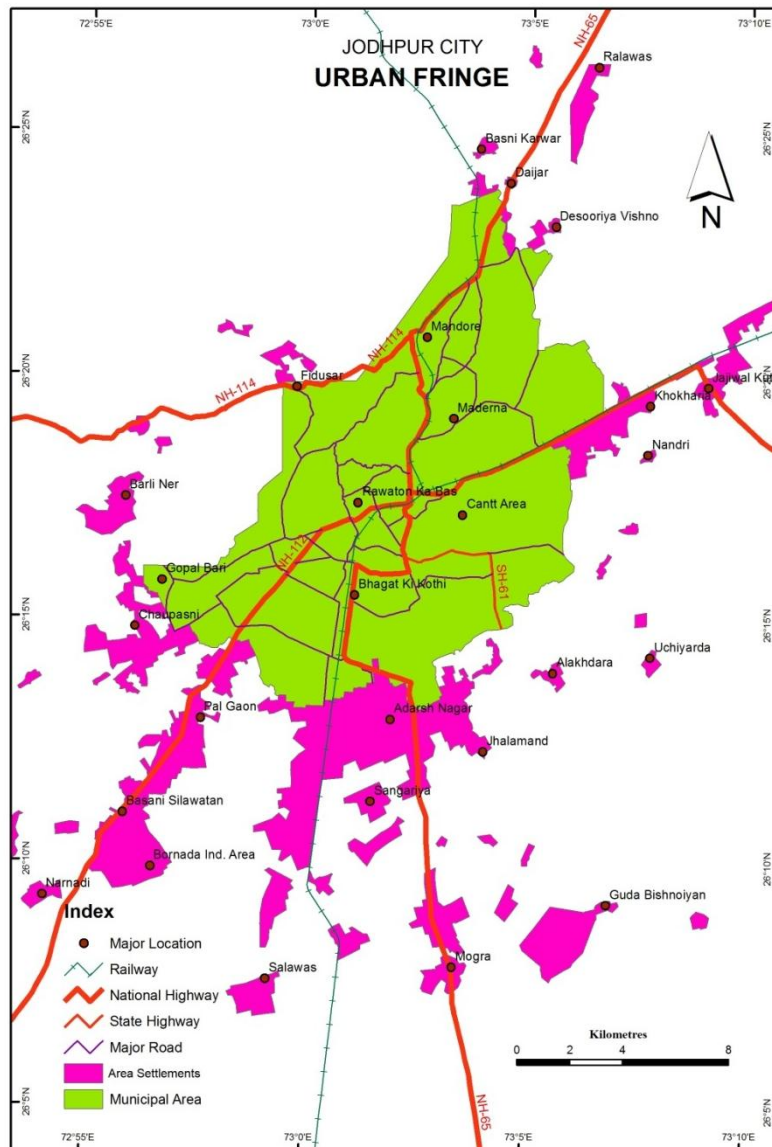 72°55'E
73°0'E
73°5'E
73°10'E
JODHPUR CITY
URBAN FRINGE
NH-65
Ralawas
26°25'N
26°25'N
Basni Karwar
Daijar
N
Desooriya Vishno
Mandore
NH-114
26°20'N
Fidusar
NH-114
Jajiwal
Khokharia
Maderna
Nandri
Barli Ner
Rawaton Ka Bas
Cantt Area
NH-112
Gopal Bari
SH-61
Bhagat Ki Kothi
26°15'N
Chaupasni
26°15'N
Uchiyarda
Alakhdara
Pal Gaon
Adarsh Nagar
Jhalamand
Sangariya
Basani Silawatan
26°10'N
Bornada Ind. Area
26°10'N
Narnadi
Guda Bishnoiyan
Index
Major Location
Mogra
Railway
Salawas
National Highway
State Highway
Kilometres
Major Road
0 2 4 8
Area Settlements
Municipal Area
26°5'N
26°5'N
NH-65
72°55'E
73°0'E
73°5'E
73°10'E